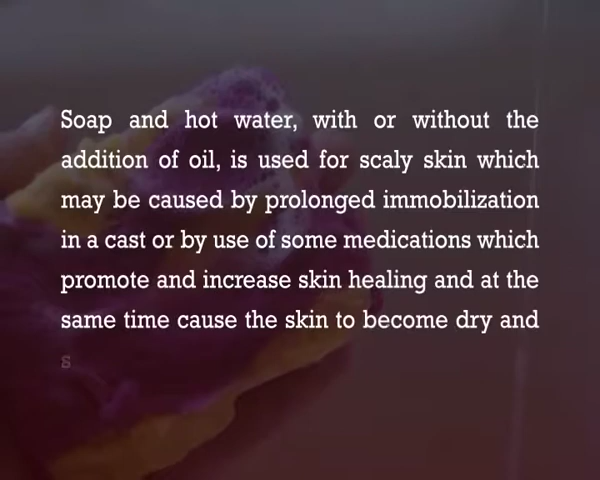 Soap and hot water, with or without the
addition of oil, is used for scaly skin which
may be caused by prolonged immobilization
in a cast or by use of some medications which
promote and increase skin healing and at the
same time cause the skin to become dry and
s